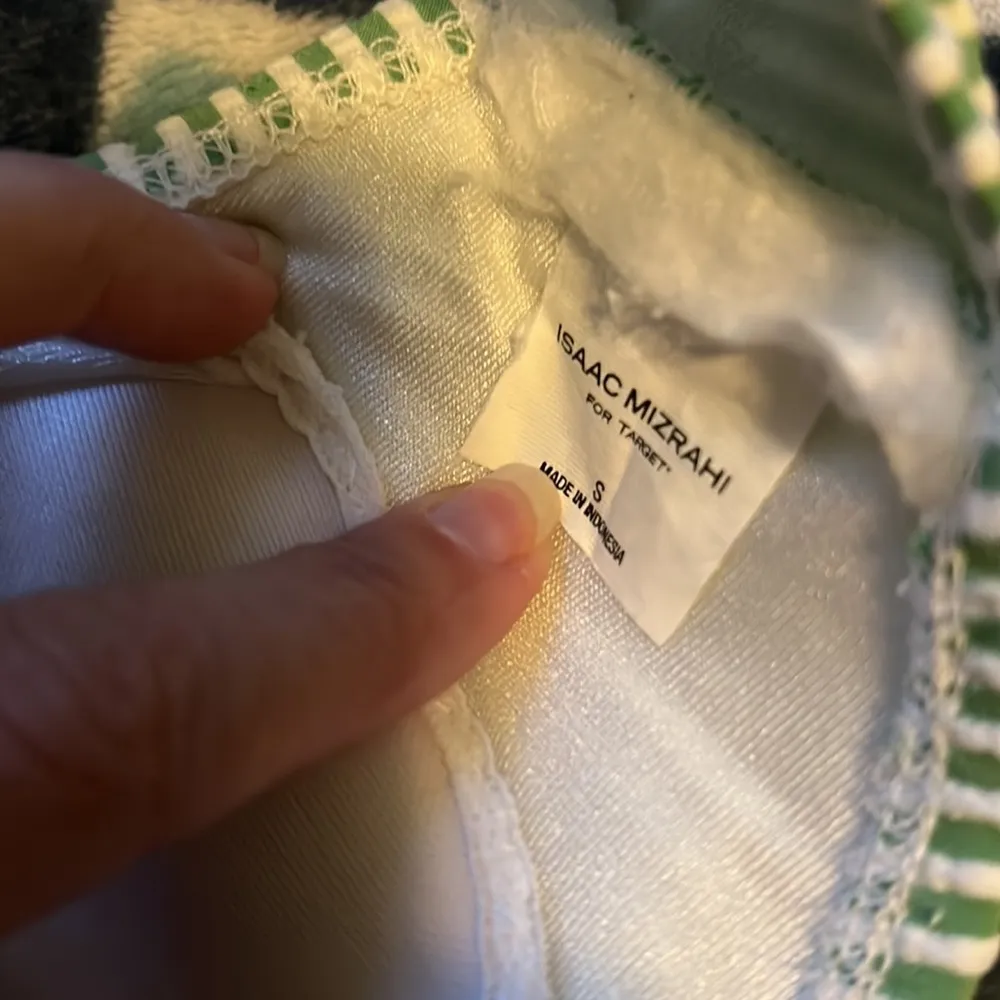 ISAAC MIZRAHI
FOR TARGET*
S
MADE IN INDONESIA